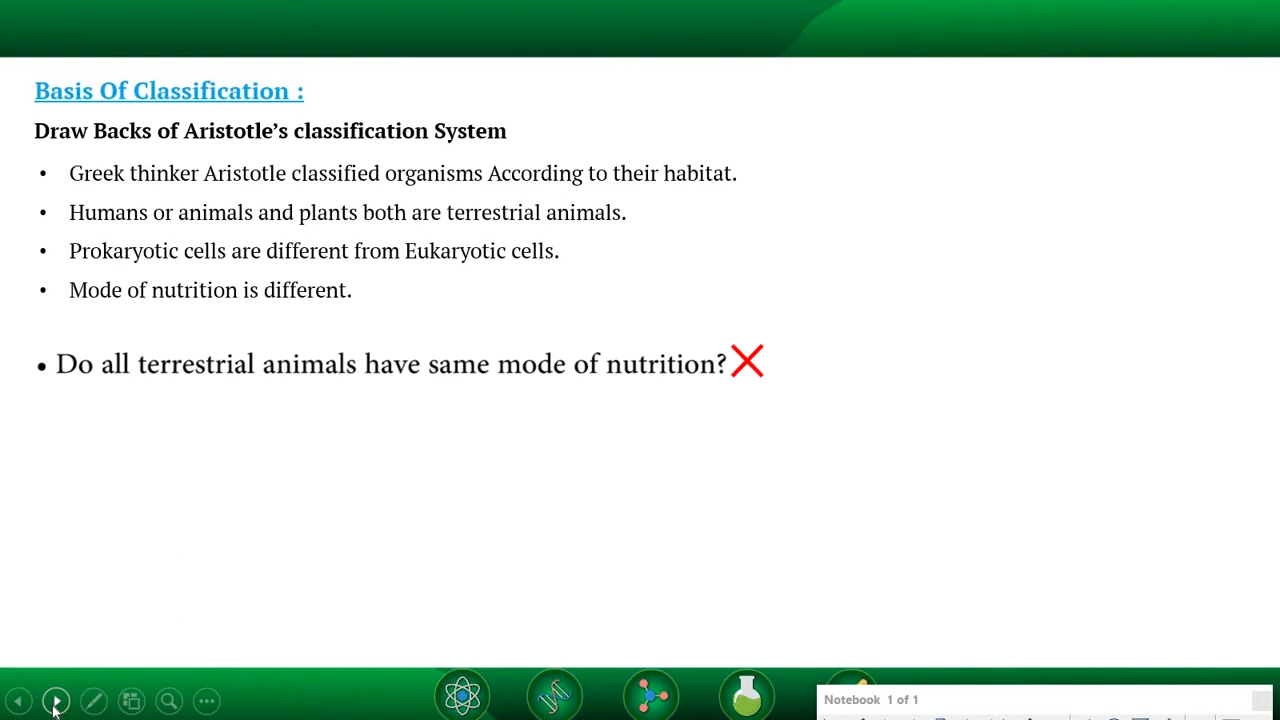 Basis Of Classification :
Draw Backs of Aristotle’s classification System
• Greek thinker Aristotle classified organisms According to their habitat.
• Humans or animals and plants both are terrestrial animals.
• Prokaryotic cells are different from Eukaryotic cells.
• Mode of nutrition is different.
• Do all terrestrial animals have same mode of nutrition?
Notebook 1 of 1